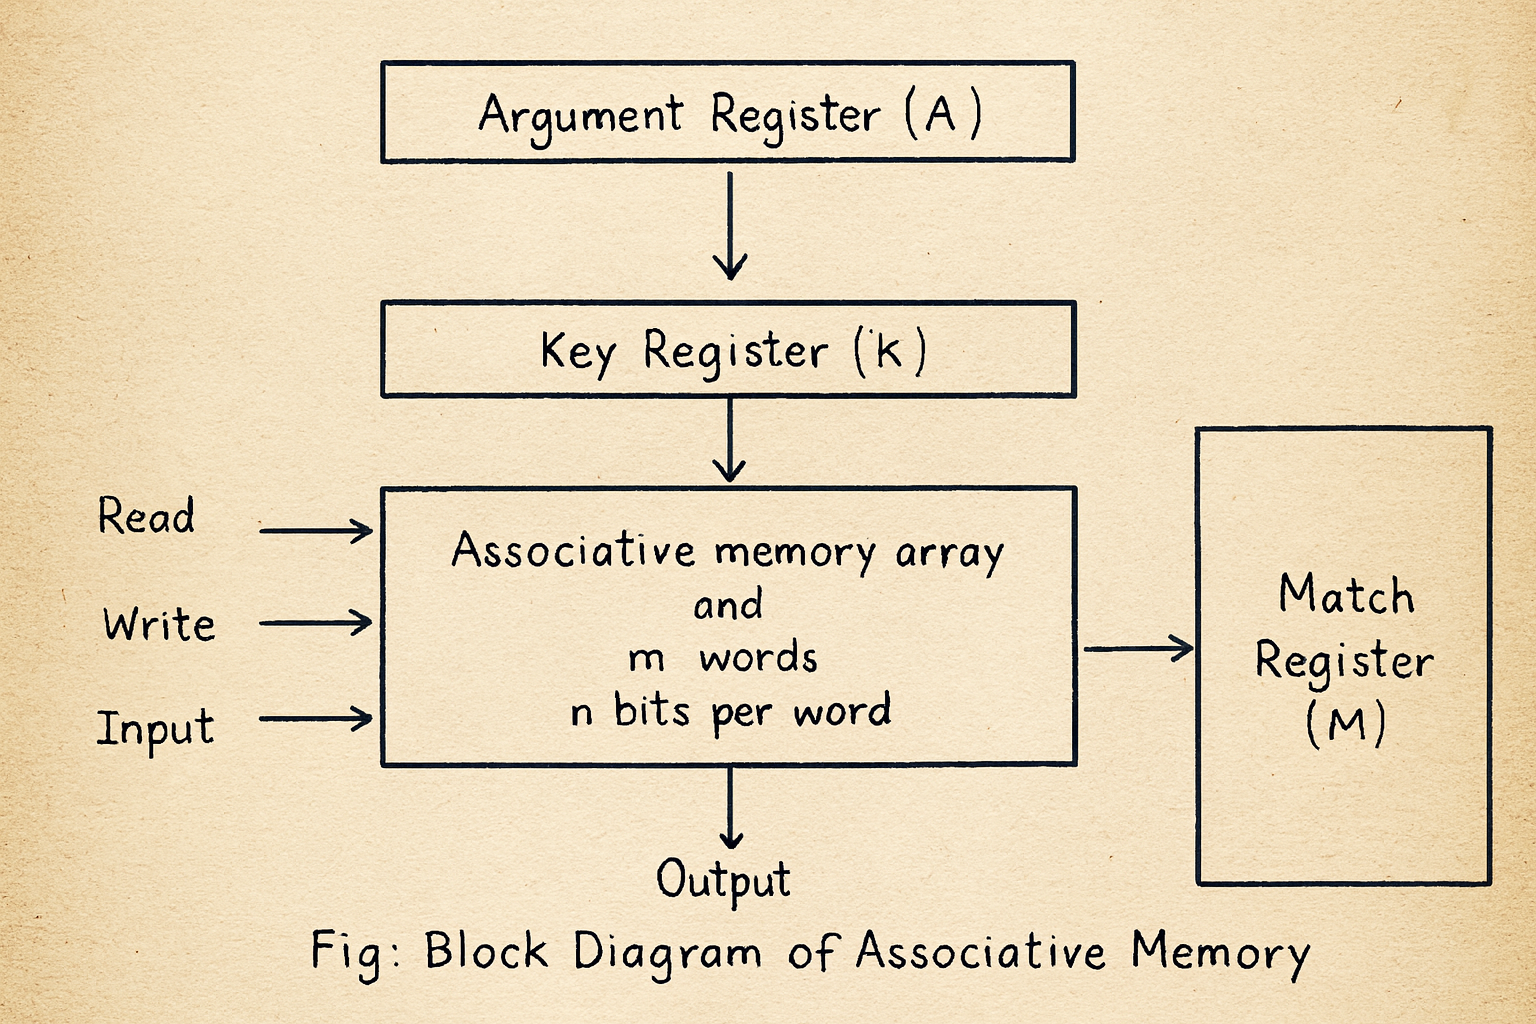 Argument Register (A)
Key Register (K)
Read
Write
Input
Associative memory array
and
m words
n bits per word
Match
Register
(M)
Output
Fig: Block Diagram of Associative Memory